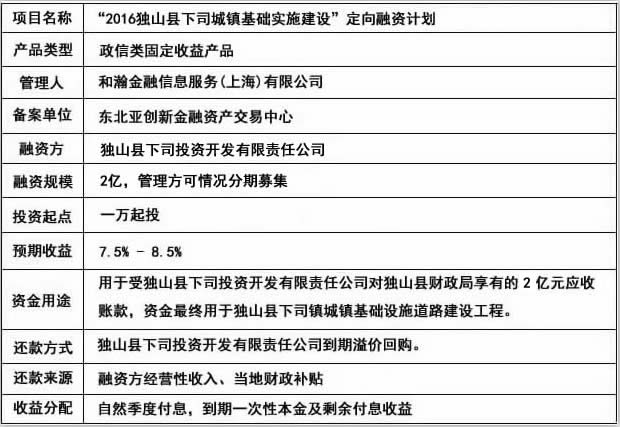 项目名称 “2016独山县下司城镇基础实施建设”定向融资计划
产品类型 政信类固定收益产品
管理人 和瀚金融信息服务(上海)有限公司
备案单位 东北亚创新金融资产交易中心
融资方 独山县下司投资开发有限责任公司
融资规模 2亿，管理方可情况分期募集
投资起点 一万起投
预期收益 7.5% - 8.5%
资金用途 用于受独山县下司投资开发有限责任公司对独山县财政局享有的 2 亿元应收
账款，资金最终用于独山县下司镇城镇基础设施道路建设工程。
还款方式 独山县下司投资开发有限责任公司到期溢价回购。
还款来源 融资方经营性收入、当地财政补贴
收益分配 自然季度付息，到期一次性本金及剩余付息收益